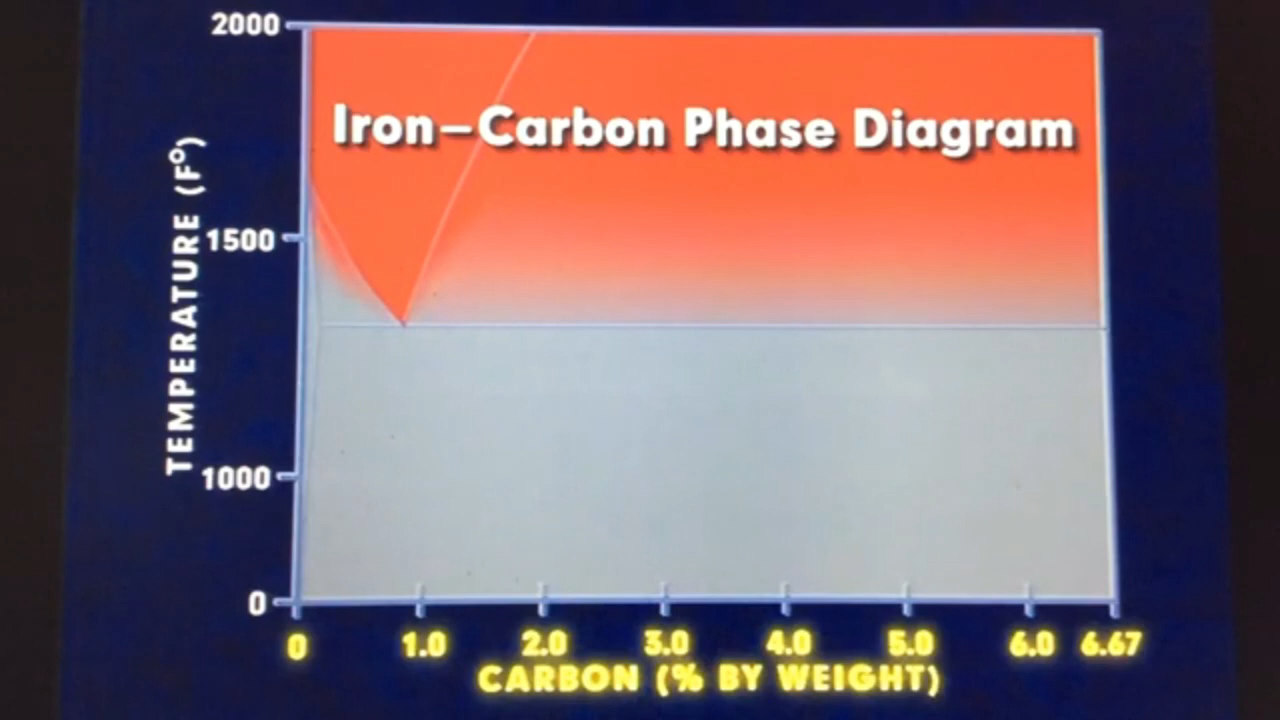 2000
Iron–Carbon Phase Diagram
TEMPERATURE (Fº)
1500
1000
0
0 1.0 2.0 3.0 4.0 5.0 6.0 6.67
CARBON (% BY WEIGHT)